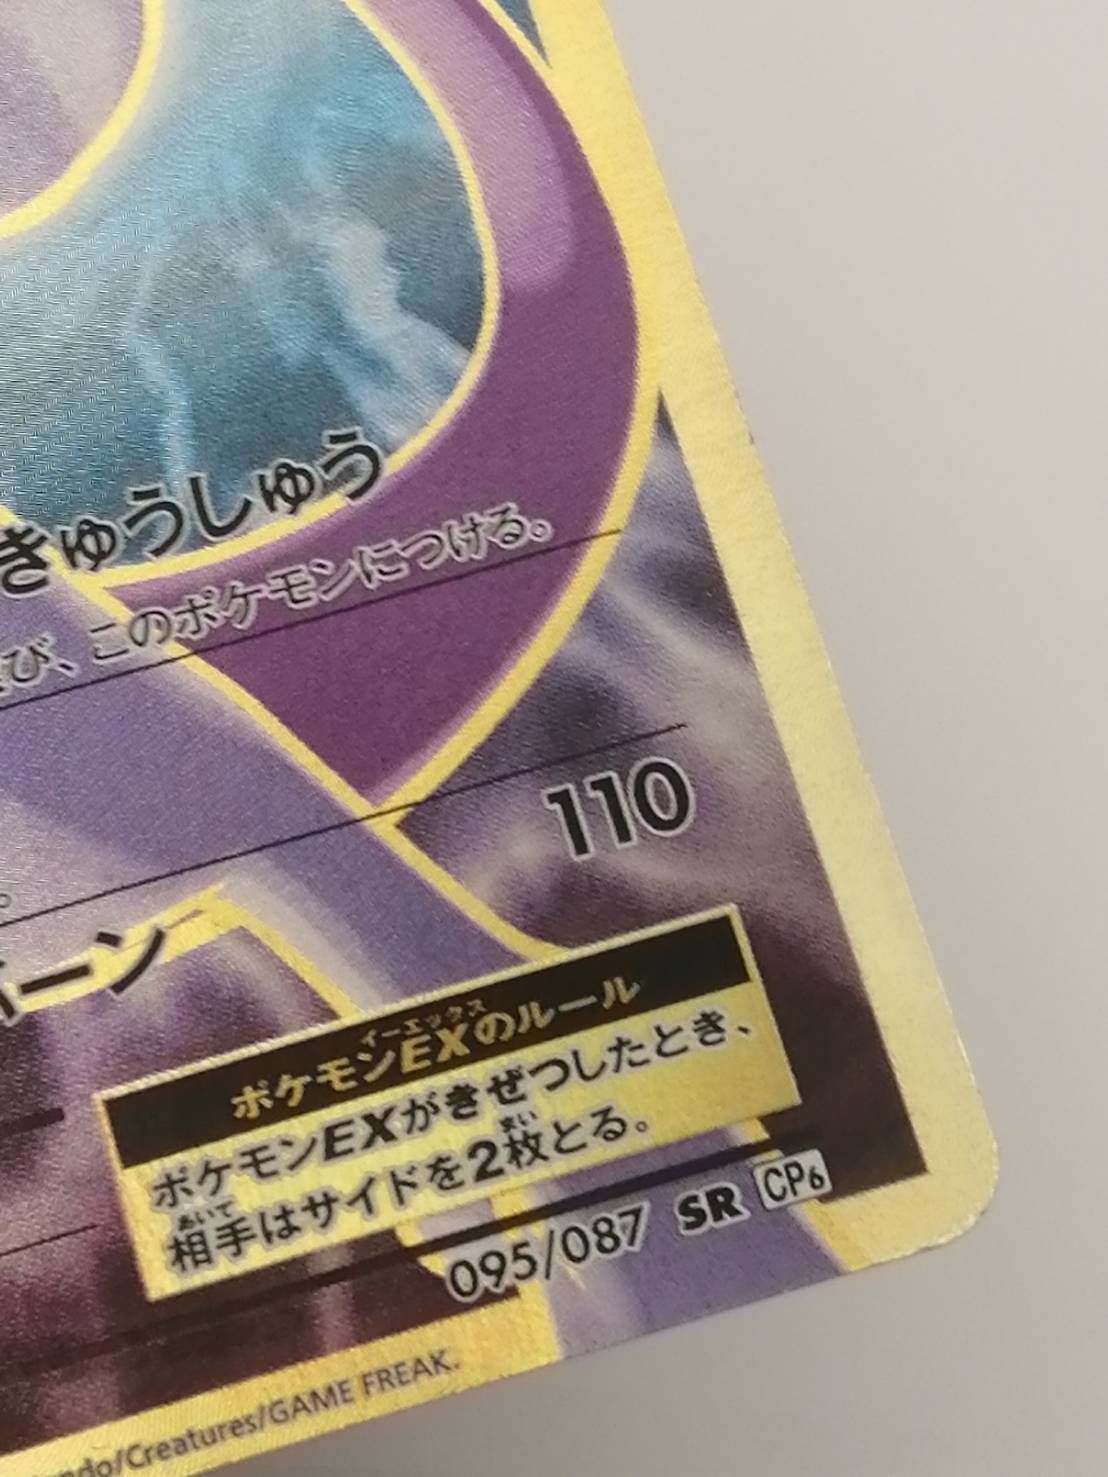 きゅうしゅう
び、このポケモンにつける。
110
。
ーン
イーエックス
ポケモンEXのルール
ポケモンEXがきぜつしたとき、
まい
相手はサイドを2枚とる。
あいて
095/087 SR CP6
ndo/Creatures/GAME FREAK.